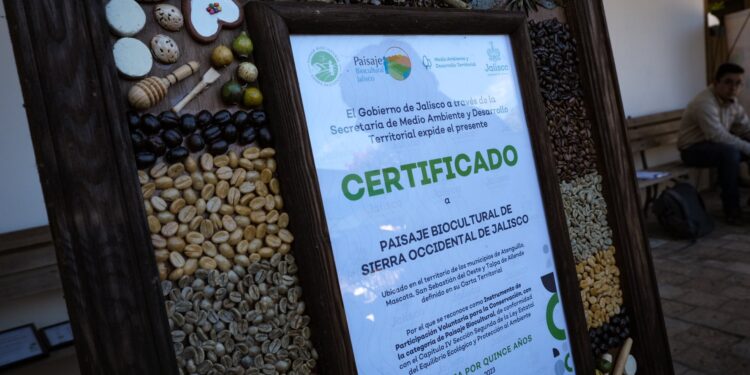 Paisaje
Biocultural
Jalisco
Medio Ambiente y
Desarrollo Territorial
Jalisco
El Gobierno de Jalisco a través de la
Secretaría de Medio Ambiente y Desarrollo
Territorial expide el presente
CERTIFICADO
a
PAISAJE BIOCULTURAL DE
SIERRA OCCIDENTAL DE JALISCO
Ubicado en el territorio de los municipios de Atenguillo,
Mascota, San Sebastián del Oeste y Talpa de Allende
definido en su Carta Territorial
Por el que se reconoce como Instrumento de
Participación Voluntaria para la Conservación, con
la categoría de Paisaje Biocultural, de conformidad
con el Capítulo IV Sección Segunda de la Ley Estatal
del Equilibrio Ecológico y Protección al Ambiente
POR QUINCE AÑOS
2023